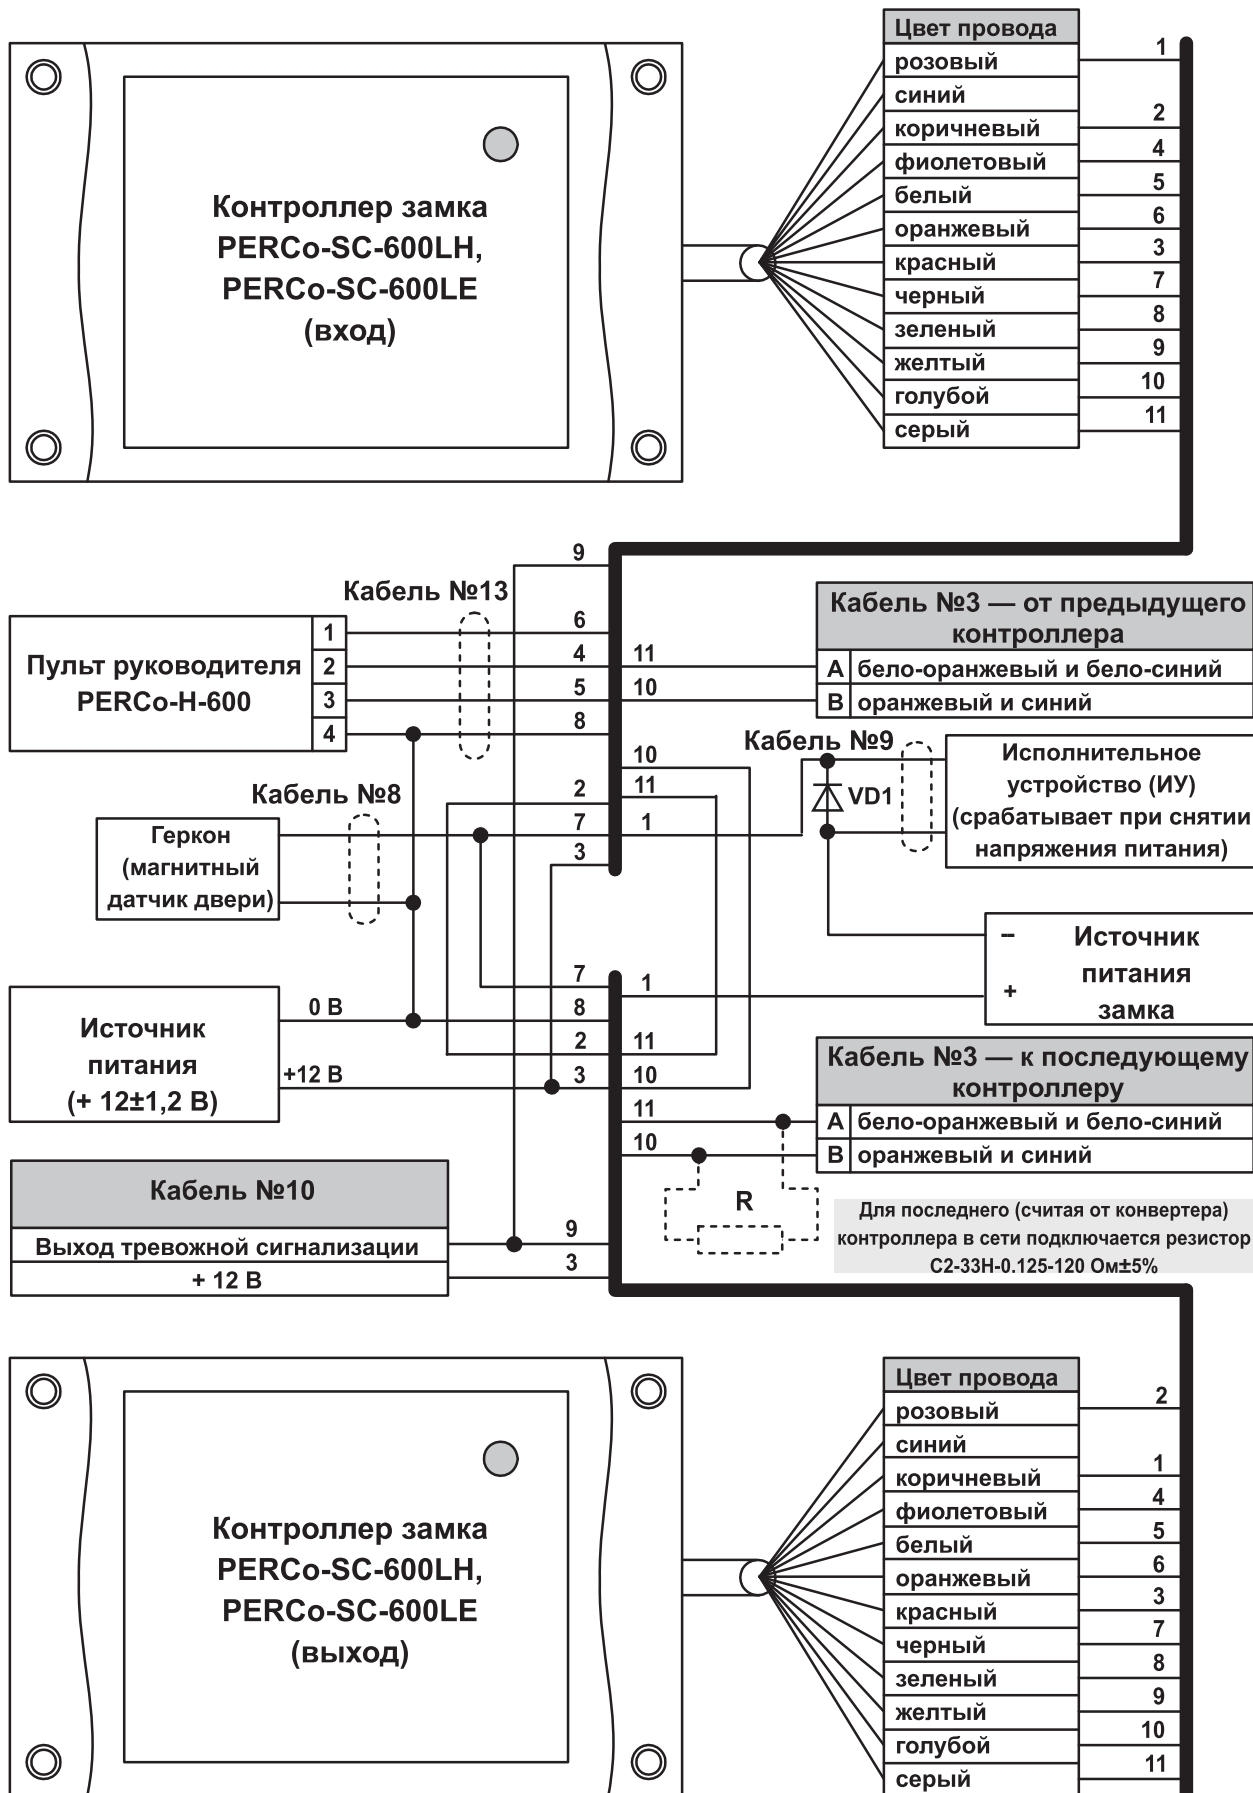 Контроллер замка
PERCo-SC-600LH,
PERCo-SC-600LE
(вход)
Цвет провода
розовый 1
синий
коричневый 2
фиолетовый 4
белый 5
оранжевый 6
красный 3
черный 7
зеленый 8
желтый 9
голубой 10
серый 11
9
Кабель №13
Пульт руководителя
PERCo-H-600
1
2
3
4
6
4
5
8
11
10
Кабель №3 — от предыдущего
контроллера
A бело-оранжевый и бело-синий
B оранжевый и синий
Кабель №8
Геркон
(магнитный
датчик двери)
2
7
3
10
11
1
Кабель №9
VD1
Исполнительное
устройство (ИУ)
(срабатывает при снятии
напряжения питания)
– Источник
питания
+
замка
Источник
питания
(+ 12±1,2 В)
0 В
+12 В
7
8
2
3
1
11
10
11
10
Кабель №3 — к последующему
контроллеру
A бело-оранжевый и бело-синий
B оранжевый и синий
R
Для последнего (считая от конвертера)
контроллера в сети подключается резистор
С2-33Н-0.125-120 Ом±5%
Кабель №10
Выход тревожной сигнализации
+ 12 В
9
3
Контроллер замка
PERCo-SC-600LH,
PERCo-SC-600LE
(выход)
Цвет провода
розовый 2
синий
коричневый 1
фиолетовый 4
белый 5
оранжевый 6
красный 3
черный 7
зеленый 8
желтый 9
голубой 10
серый 11